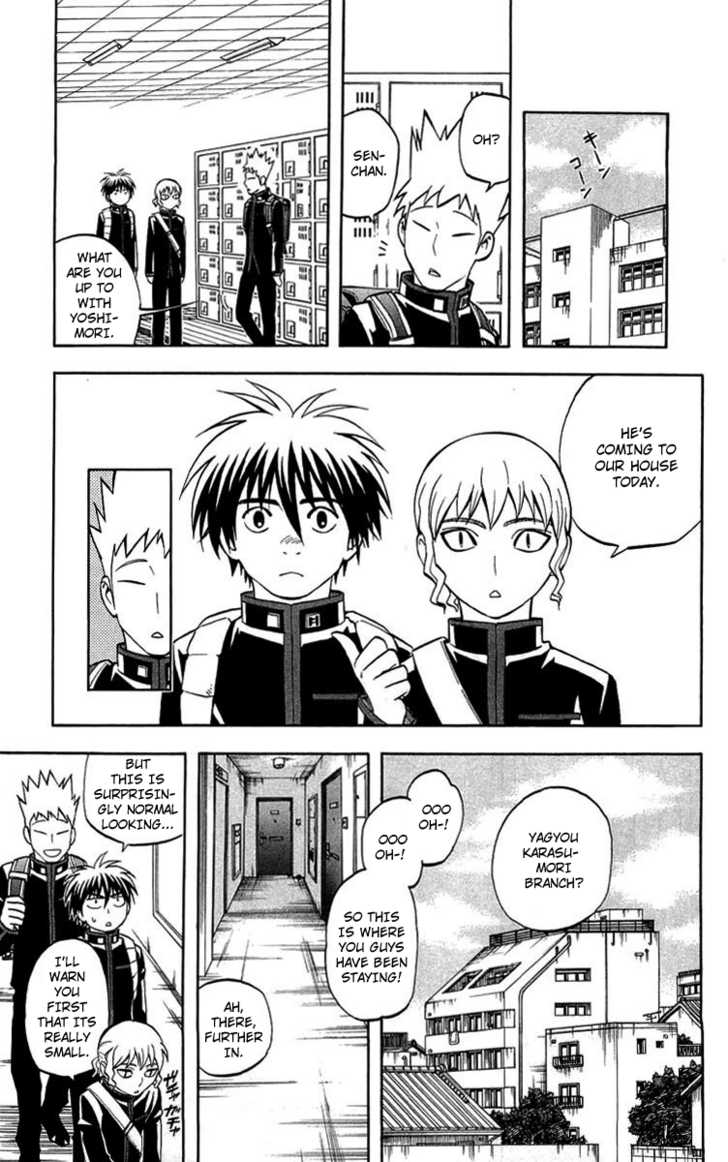 キーン
コーン
OH?
SEN-
CHAN.
WHAT
ARE YOU
UP TO
WITH
YOSHI-
MORI.
HE'S
COMING TO
OUR HOUSE
TODAY.
YAGYOU
KARASU-
MORI
BRANCH?
OOO
OH-!
OOO
OH-!
SO THIS
IS WHERE
YOU GUYS
HAVE BEEN
STAYING!
AH,
THERE,
FURTHER
IN.
BUT
THIS IS
SURPRISIN-
GLY NORMAL
LOOKING...
I'LL
WARN
YOU
FIRST
THAT ITS
REALLY
SMALL.